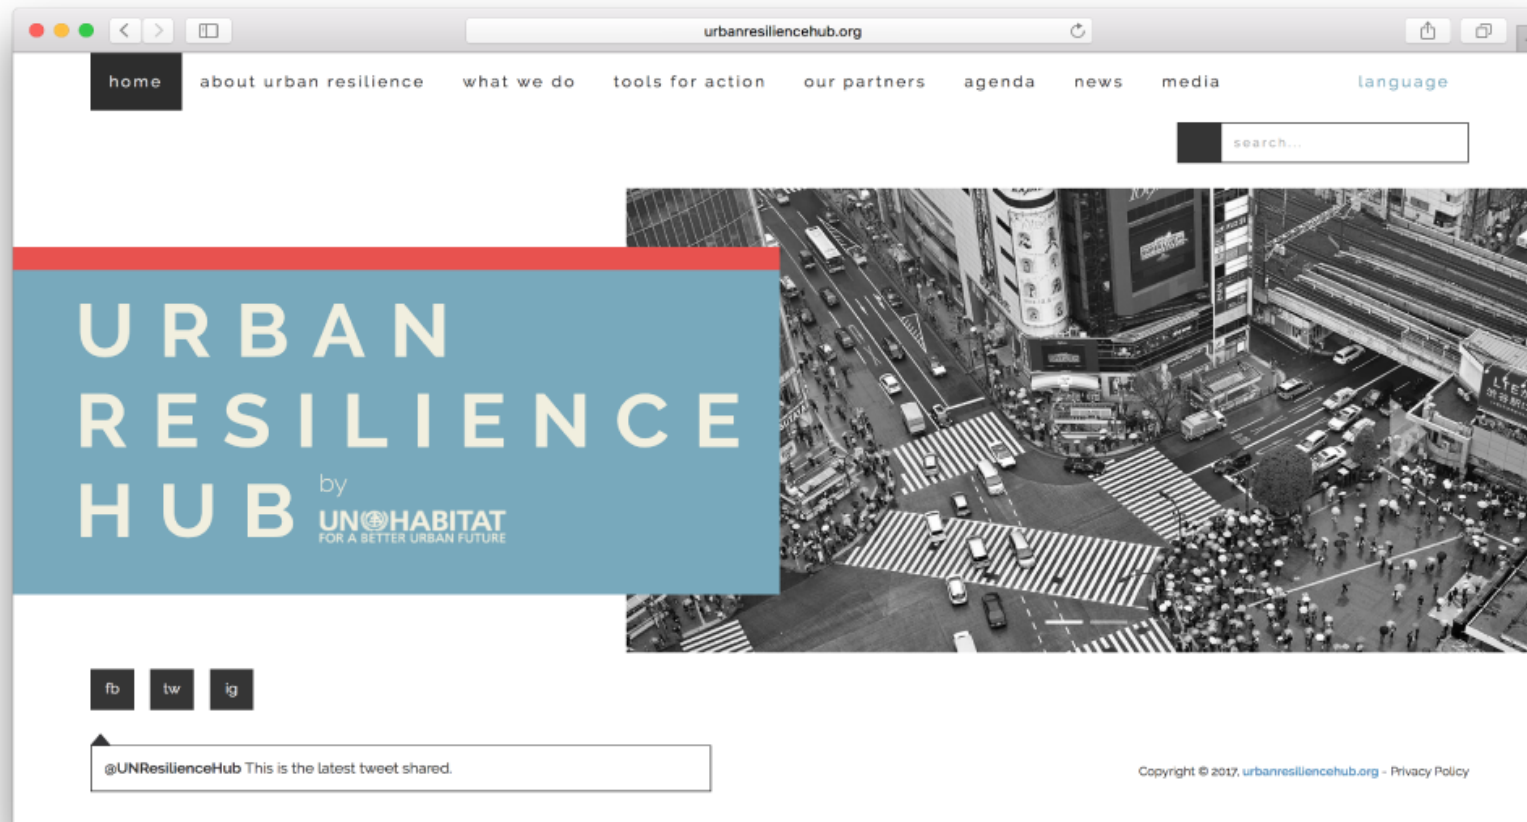 urbanresiliencehub.org
home about urban resilience what we do tools for action our partners agenda news media language
search...
URBAN
RESILIENCE
HUB by
UN HABITAT
FOR A BETTER URBAN FUTURE
fb tw ig
@UNResilienceHub This is the latest tweet shared.
Copyright © 2017, urbanresiliencehub.org - Privacy Policy